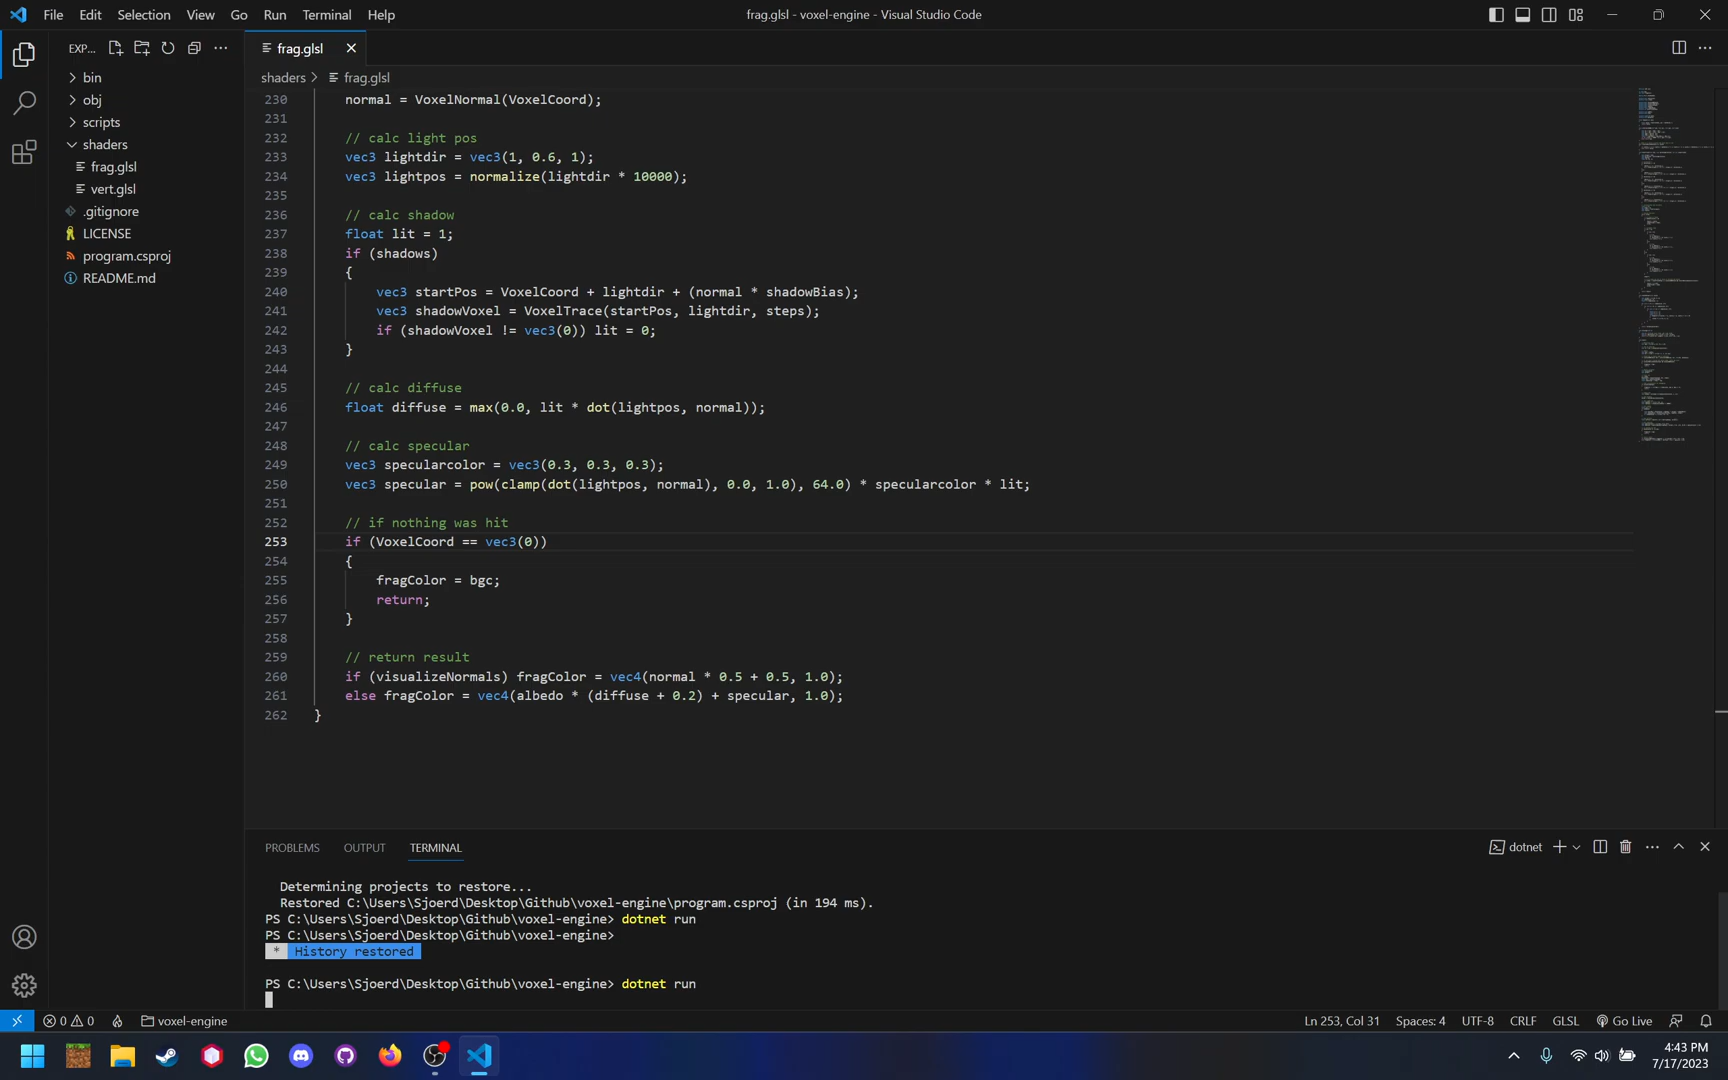 File Edit Selection View Go Run Terminal Help
frag.glsl - voxel-engine - Visual Studio Code
EXP...
bin
obj
scripts
shaders
frag.glsl
vert.glsl
.gitignore
LICENSE
program.csproj
README.md
frag.glsl
shaders > frag.glsl
230 normal = VoxelNormal(VoxelCoord);
231
232 // calc light pos
233 vec3 lightdir = vec3(1, 0.6, 1);
234 vec3 lightpos = normalize(lightdir * 10000);
235
236 // calc shadow
237 float lit = 1;
238 if (shadows)
239 {
240 vec3 startPos = VoxelCoord + lightdir + (normal * shadowBias);
241 vec3 shadowVoxel = VoxelTrace(startPos, lightdir, steps);
242 if (shadowVoxel != vec3(0)) lit = 0;
243 }
244
245 // calc diffuse
246 float diffuse = max(0.0, lit * dot(lightpos, normal));
247
248 // calc specular
249 vec3 specularcolor = vec3(0.3, 0.3, 0.3);
250 vec3 specular = pow(clamp(dot(lightpos, normal), 0.0, 1.0), 64.0) * specularcolor * lit;
251
252 // if nothing was hit
253 if (VoxelCoord == vec3(0))
254 {
255 fragColor = bgc;
256 return;
257 }
258
259 // return result
260 if (visualizeNormals) fragColor = vec4(normal * 0.5 + 0.5, 1.0);
261 else fragColor = vec4(albedo * (diffuse + 0.2) + specular, 1.0);
262 }
PROBLEMS OUTPUT TERMINAL
dotnet
Determining projects to restore...
Restored C:\Users\Sjoerd\Desktop\Github\voxel-engine\program.csproj (in 194 ms).
PS C:\Users\Sjoerd\Desktop\Github\voxel-engine> dotnet run
PS C:\Users\Sjoerd\Desktop\Github\voxel-engine>
* History restored
PS C:\Users\Sjoerd\Desktop\Github\voxel-engine> dotnet run
0 0 voxel-engine
Ln 253, Col 31 Spaces: 4 UTF-8 CRLF GLSL Go Live
4:43 PM
7/17/2023